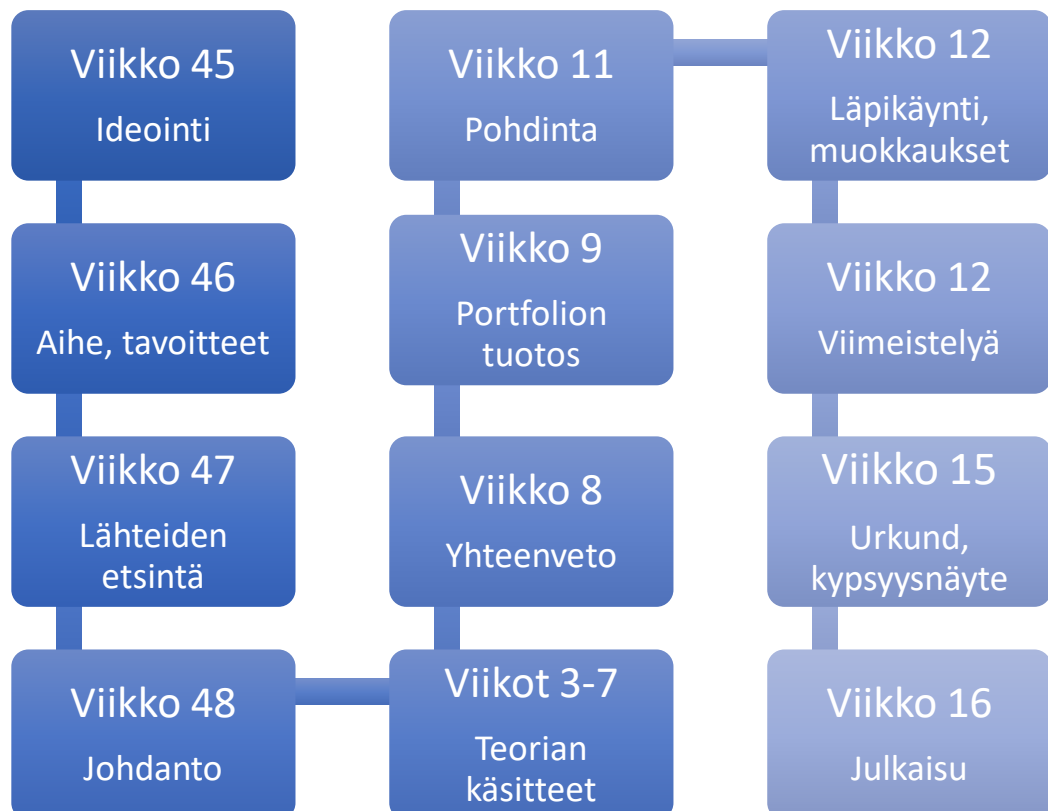 Viikko 45
Ideointi
Viikko 46
Aihe, tavoitteet
Viikko 47
Lähteiden
etsintä
Viikko 48
Johdanto
Viikot 3-7
Teorian
käsitteet
Viikko 8
Yhteenveto
Viikko 9
Portfolion
tuotos
Viikko 11
Pohdinta
Viikko 12
Läpikäynti,
muokkaukset
Viikko 12
Viimeistelyä
Viikko 15
Urkund,
kypsyysnäyte
Viikko 16
Julkaisu